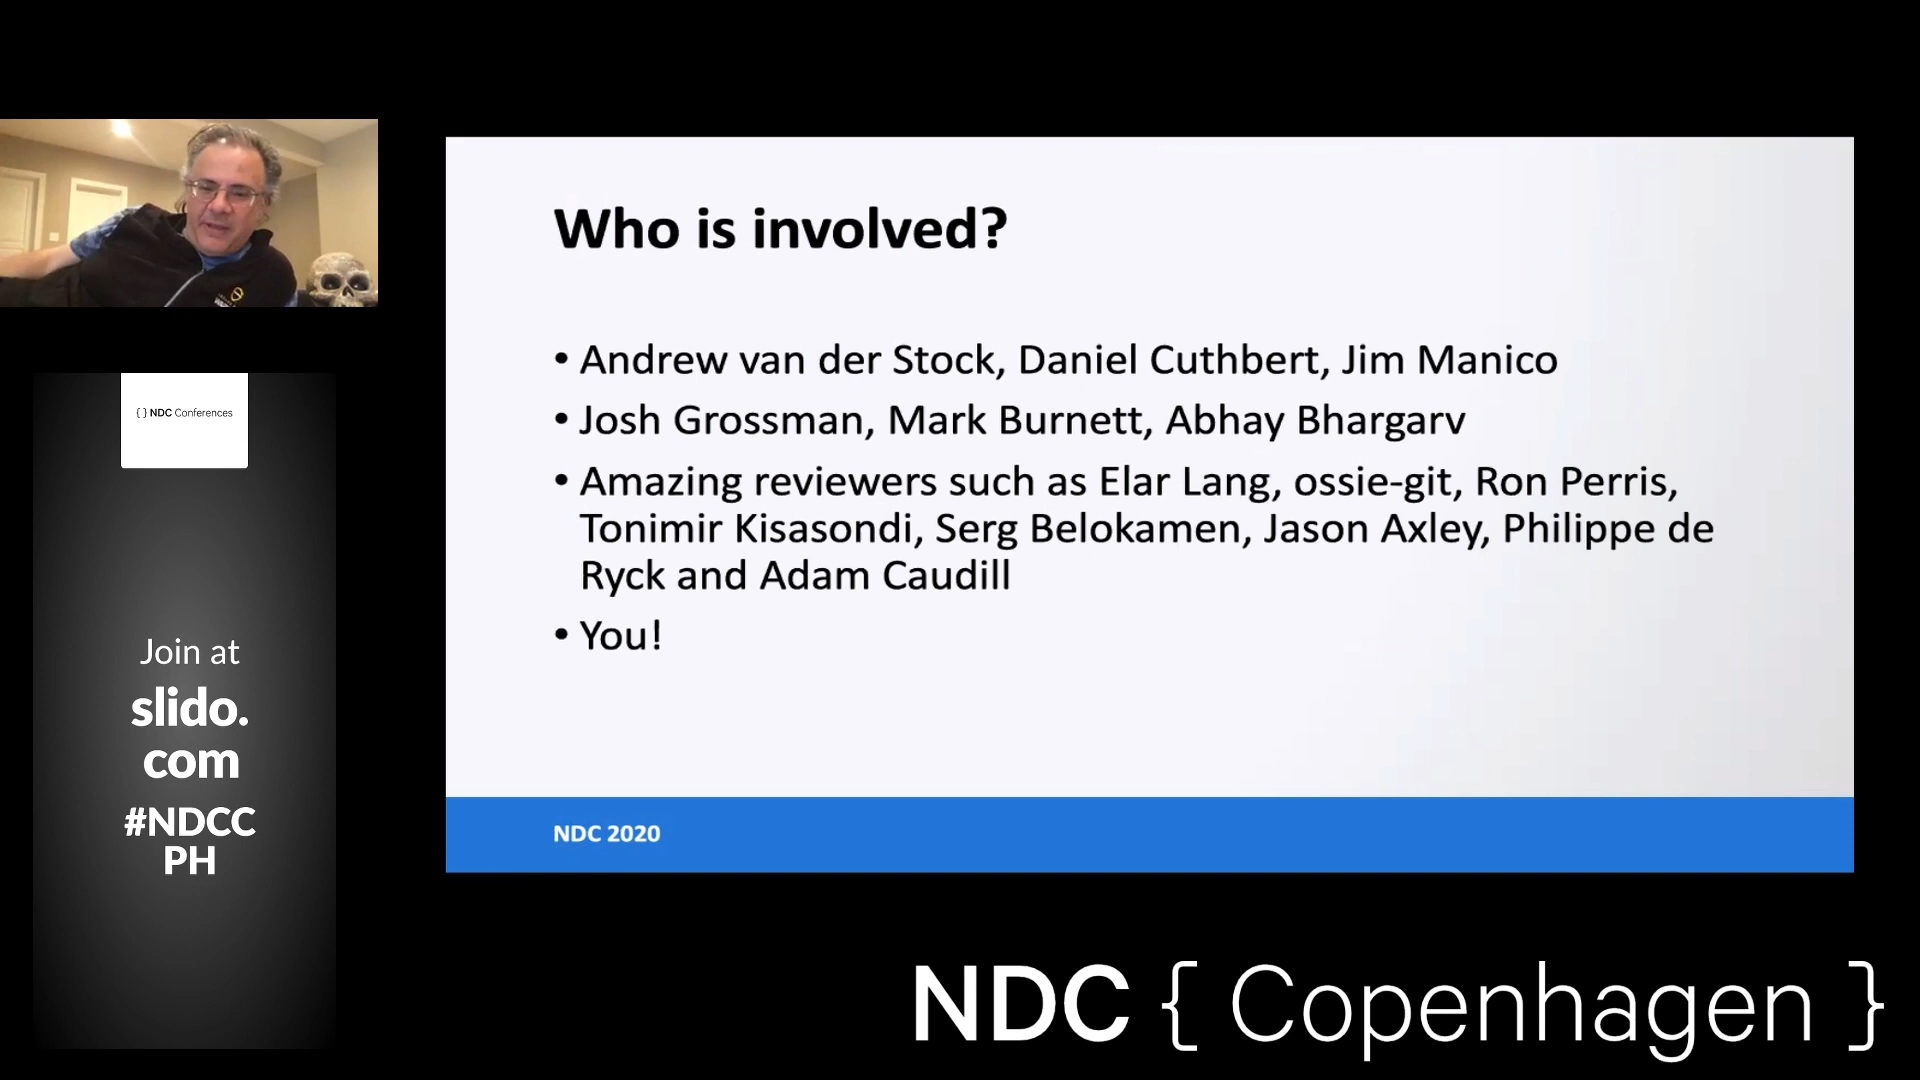 Who is involved?
• Andrew van der Stock, Daniel Cuthbert, Jim Manico
• Josh Grossman, Mark Burnett, Abhay Bhargarv
• Amazing reviewers such as Elar Lang, ossie-git, Ron Perris,
Tonimir Kisasondi, Serg Belokamen, Jason Axley, Philippe de
Ryck and Adam Caudill
• You!
NDC 2020
{ } NDC Conferences
Join at
slido.
com
#NDCC
PH
NDC { Copenhagen }